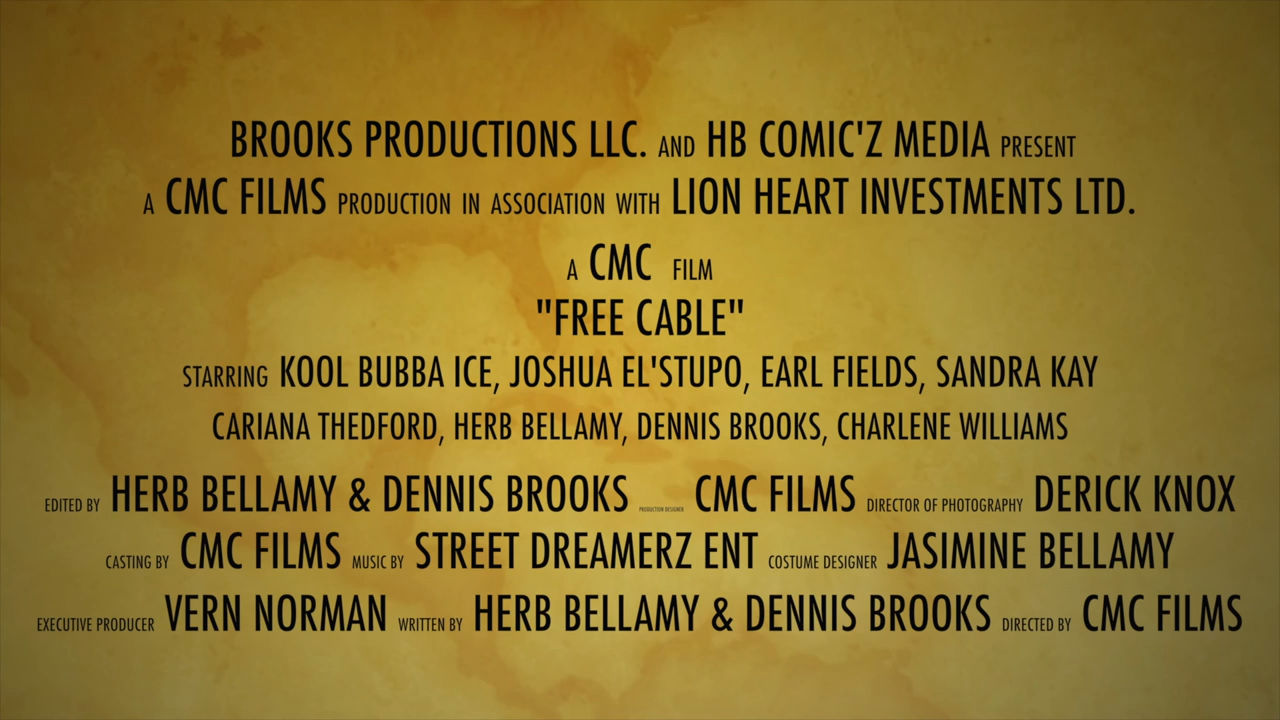 BROOKS PRODUCTIONS LLC. AND HB COMIC'Z MEDIA PRESENT
A CMC FILMS PRODUCTION IN ASSOCIATION WITH LION HEART INVESTMENTS LTD.
A CMC FILM
"FREE CABLE"
STARRING KOOL BUBBA ICE, JOSHUA EL'STUPO, EARL FIELDS, SANDRA KAY
CARIANA THEDFORD, HERB BELLAMY, DENNIS BROOKS, CHARLENE WILLIAMS
EDITED BY HERB BELLAMY & DENNIS BROOKS PRODUCTION DESIGNER CMC FILMS DIRECTOR OF PHOTOGRAPHY DERICK KNOX
CASTING BY CMC FILMS MUSIC BY STREET DREAMERZ ENT COSTUME DESIGNER JASIMINE BELLAMY
EXECUTIVE PRODUCER VERN NORMAN WRITTEN BY HERB BELLAMY & DENNIS BROOKS DIRECTED BY CMC FILMS